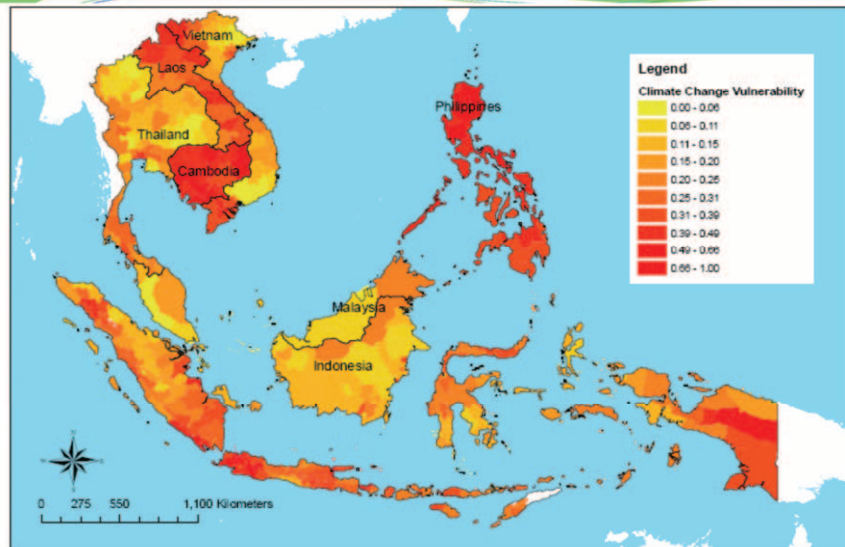 Vietnam
Laos
Thailand
Cambodia
Philippines
Malaysia
Indonesia
Legend
Climate Change Vulnerability
0.00 - 0.06
0.06 - 0.11
0.11 - 0.15
0.15 - 0.20
0.20 - 0.25
0.25 - 0.31
0.31 - 0.39
0.39 - 0.49
0.49 - 0.66
0.66 - 1.00
0 275 550 1,100 Kilometers